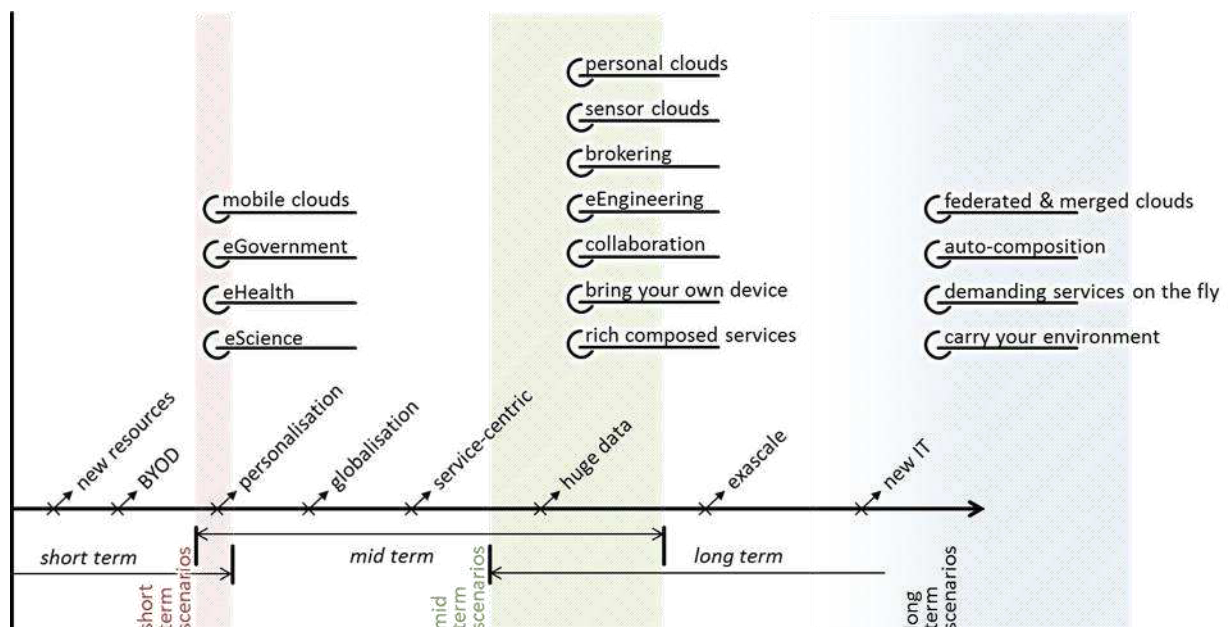 personal clouds
sensor clouds
brokering
eEngineering
collaboration
bring your own device
rich composed services
mobile clouds
eGovernment
eHealth
eScience
federated & merged clouds
auto-composition
demanding services on the fly
carry your environment
new resources
BYOD
personalisation
globalisation
service-centric
huge data
exascale
new IT
short term
mid term
long term
short
term
scenarios
mid
term
scenarios
term
scenarios